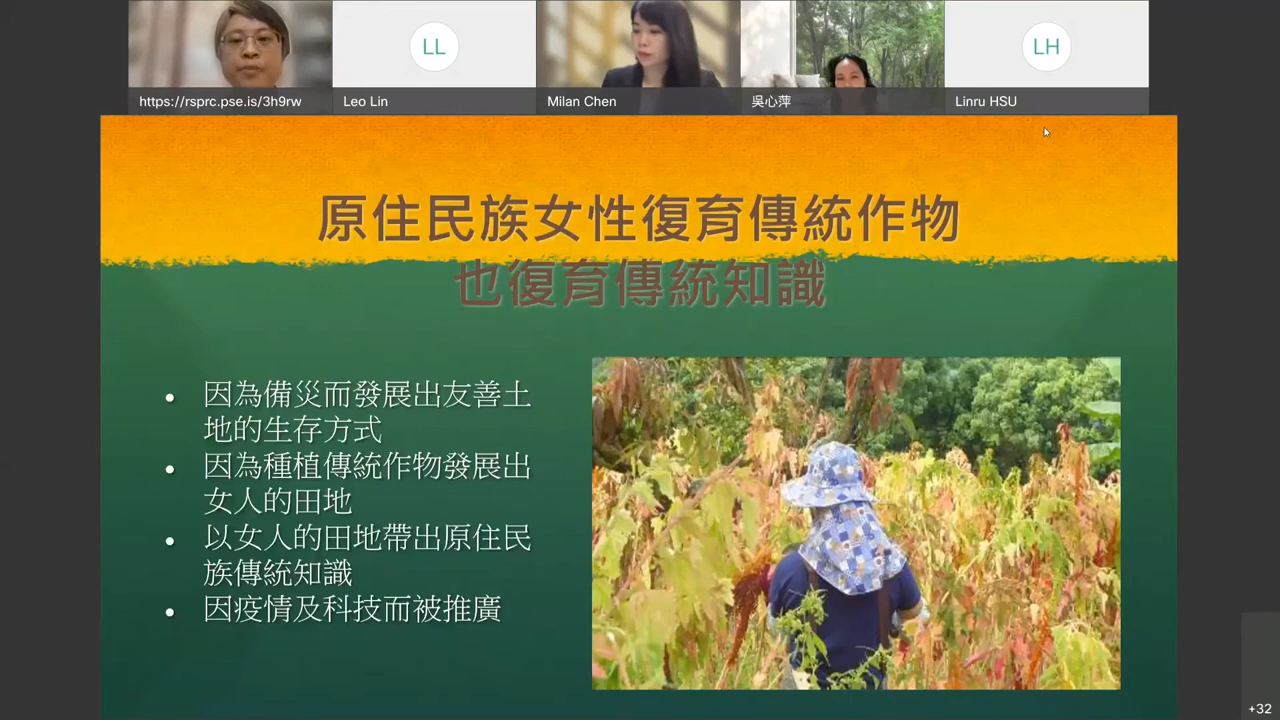 LL
LH
https://rsprc.pse.is/3h9rw
Leo Lin
Milan Chen
吳心萍
Linru HSU
原住民族女性復育傳統作物
也復育傳統知識
• 因為備災而發展出友善土
地的生存方式
• 因為種植傳統作物發展出
女人的田地
• 以女人的田地帶出原住民
族傳統知識
• 因疫情及科技而被推廣
+32